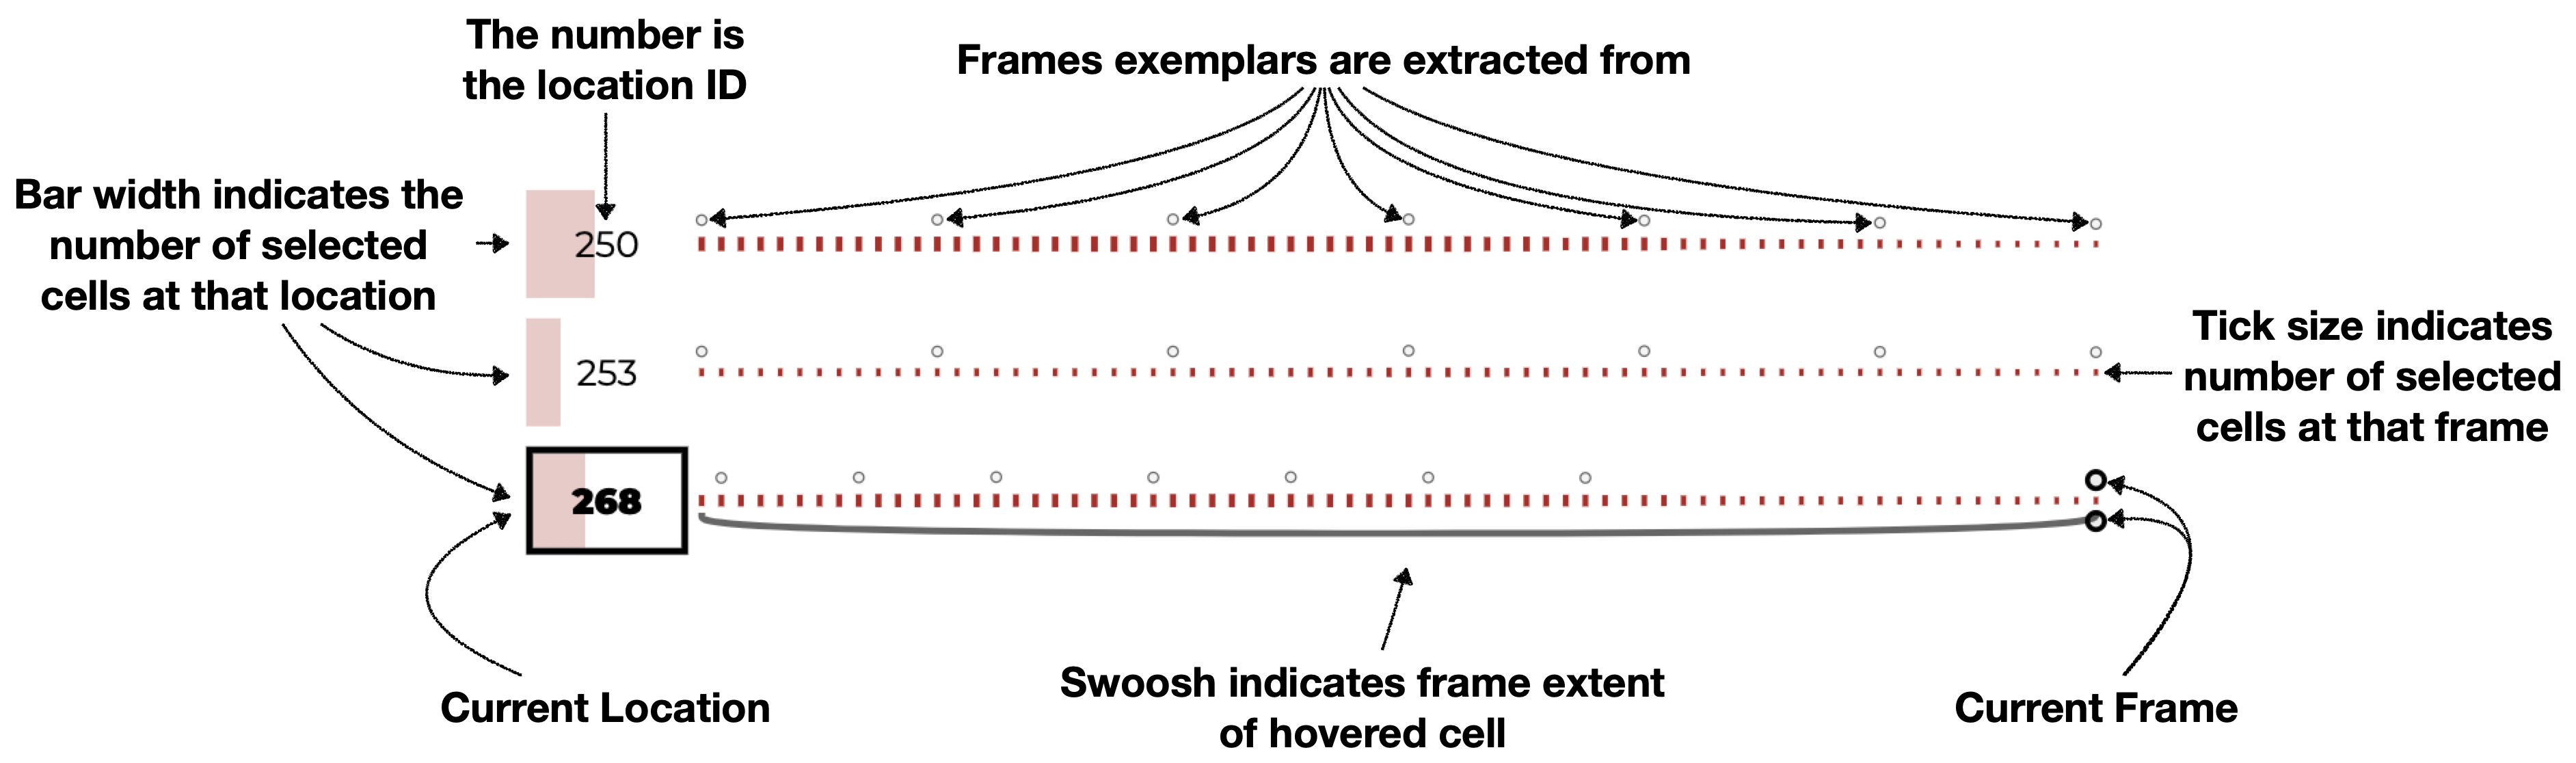 The number is
the location ID
Frames exemplars are extracted from
Bar width indicates the
number of selected
cells at that location
250
253
Tick size indicates
number of selected
cells at that frame
268
Current Location
Swoosh indicates frame extent
of hovered cell
Current Frame